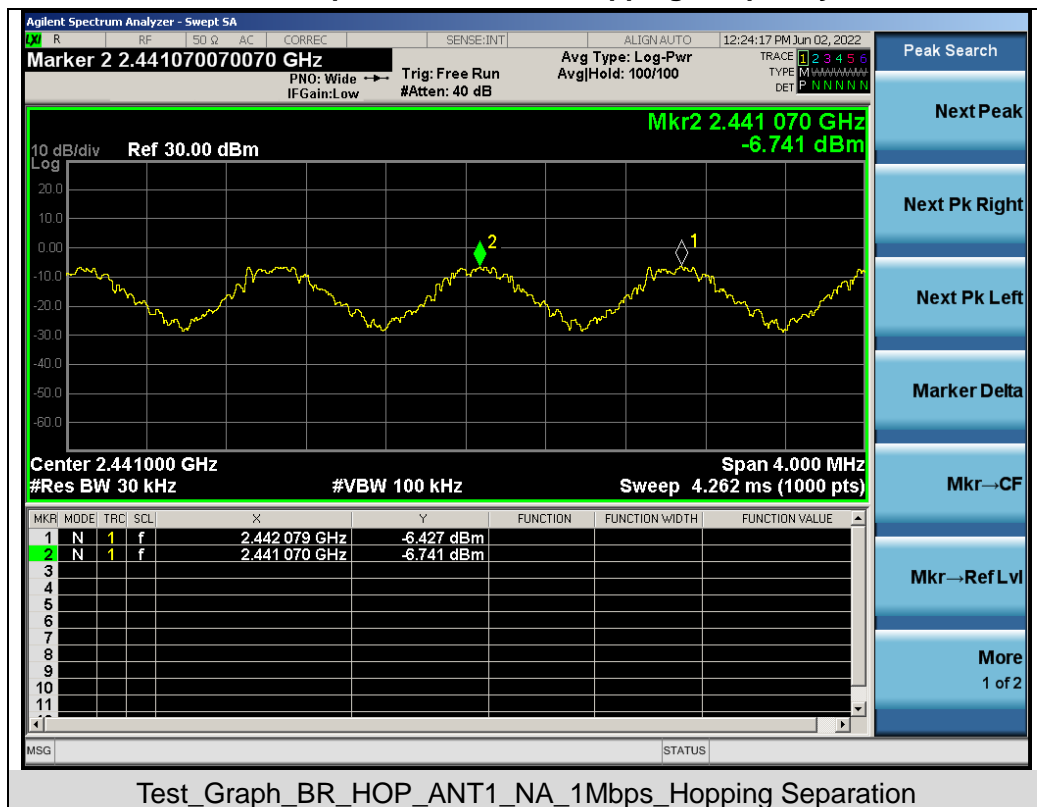 Agilent Spectrum Analyzer - Swept SA
LXI R RF 50 Ω AC CORREC SENSE:INT ALIGN AUTO 12:24:17 PM Jun 02, 2022
Marker 2 2.441070070070 GHz
PNO: Wide
IFGain:Low
Trig: Free Run
#Atten: 40 dB
Avg Type: Log-Pwr
Avg|Hold: 100/100
TRACE 1 2 3 4 5 6
TYPE M
DET P N N N N N
Mkr2 2.441 070 GHz
-6.741 dBm
10 dB/div Ref 30.00 dBm
Log
20.0
10.0
0.00
-10.0
-20.0
-30.0
-40.0
-50.0
-60.0
2
1
Center 2.441000 GHz Span 4.000 MHz
#Res BW 30 kHz #VBW 100 kHz Sweep 4.262 ms (1000 pts)
MKR MODE TRC SCL X Y FUNCTION FUNCTION WIDTH FUNCTION VALUE
1 N 1 f 2.442 079 GHz -6.427 dBm
2 N 1 f 2.441 070 GHz -6.741 dBm
3
4
5
6
7
8
9
10
11
MSG STATUS
Peak Search
Next Peak
Next Pk Right
Next Pk Left
Marker Delta
Mkr→CF
Mkr→Ref Lvl
More
1 of 2
Test_Graph_BR_HOP_ANT1_NA_1Mbps_Hopping Separation